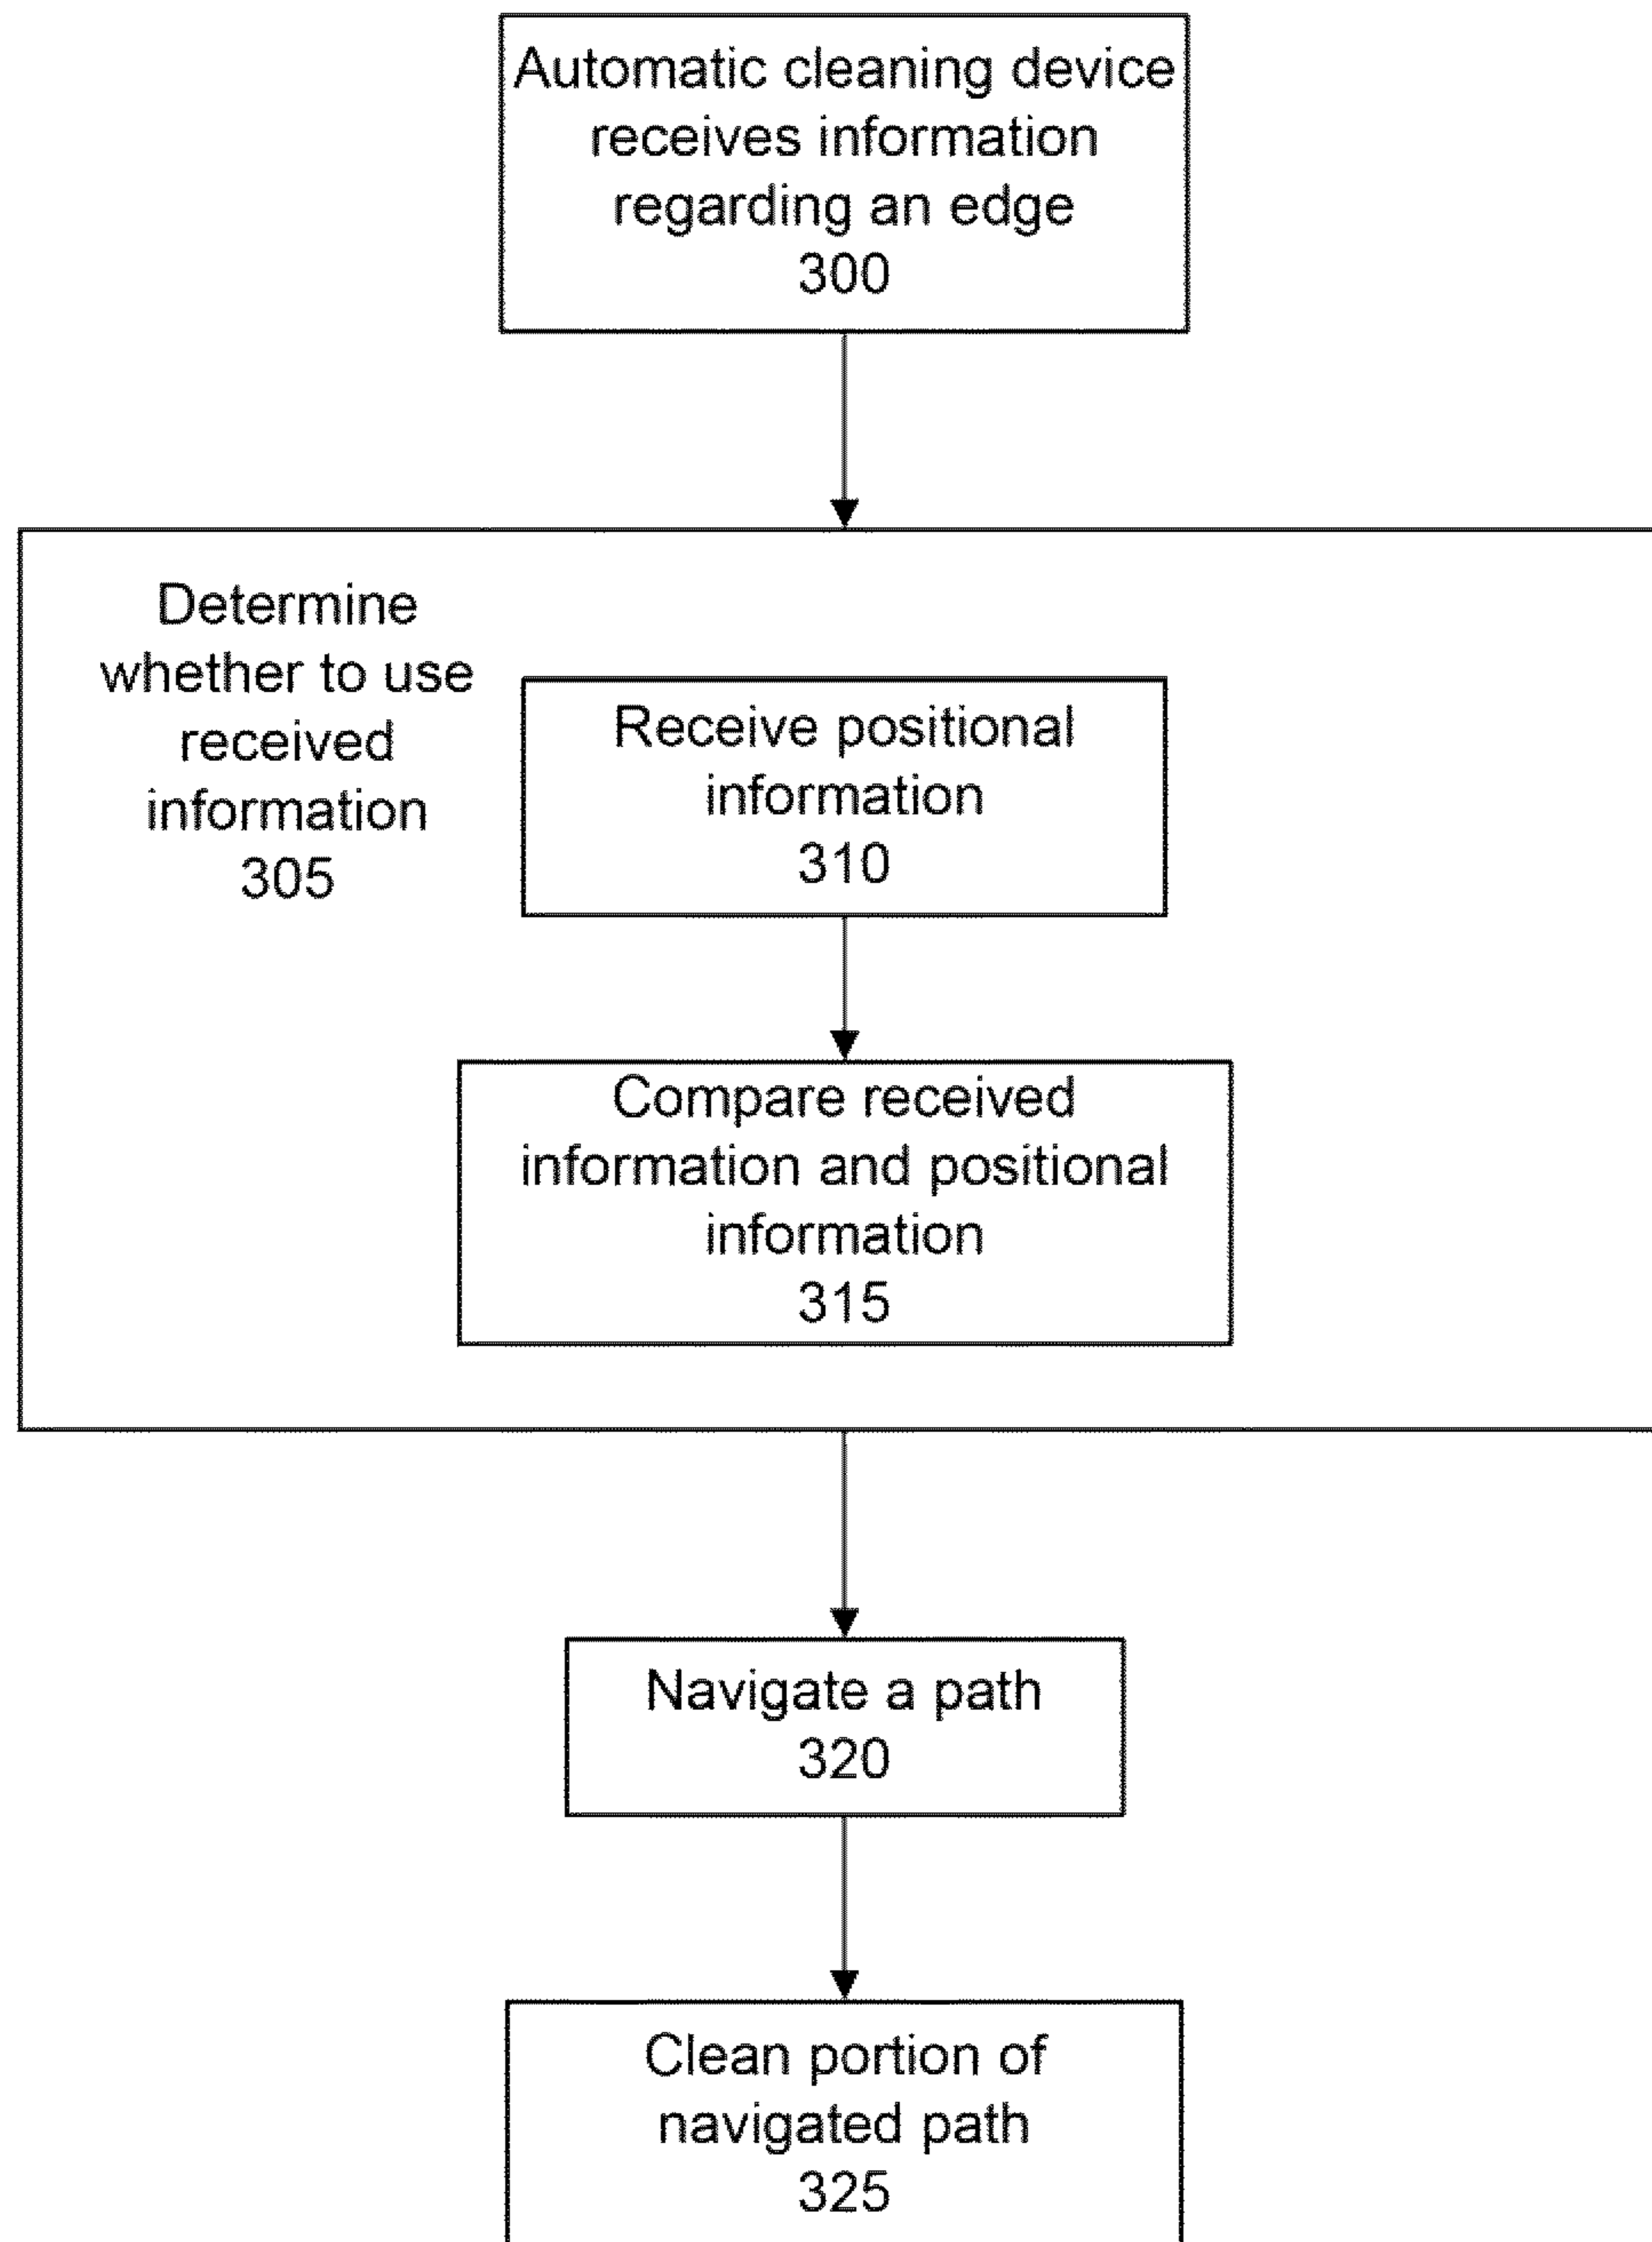 Automatic cleaning device
receives information
regarding an edge
300
Determine
whether to use
received
information
305
Receive positional
information
310
Compare received
information and positional
information
315
Navigate a path
320
Clean portion of
navigated path
325